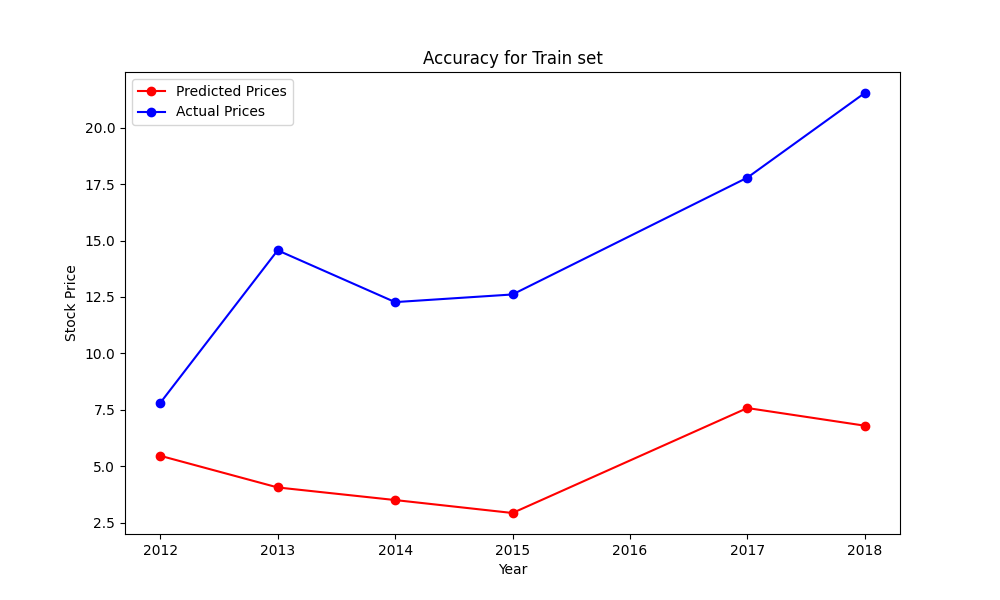 Accuracy for Train set
Predicted Prices
Actual Prices
20.0
17.5
15.0
12.5
10.0
7.5
5.0
2.5
Stock Price
2012 2013 2014 2015 2016 2017 2018
Year